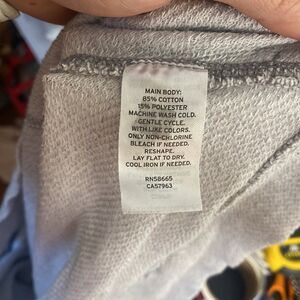 MAIN BODY:
85% COTTON
15% POLYESTER
MACHINE WASH COLD.
GENTLE CYCLE.
WITH LIKE COLORS.
ONLY NON-CHLORINE
BLEACH IF NEEDED.
RESHAPE.
LAY FLAT TO DRY.
COOL IRON IF NEEDED.
RN58665
CA57963